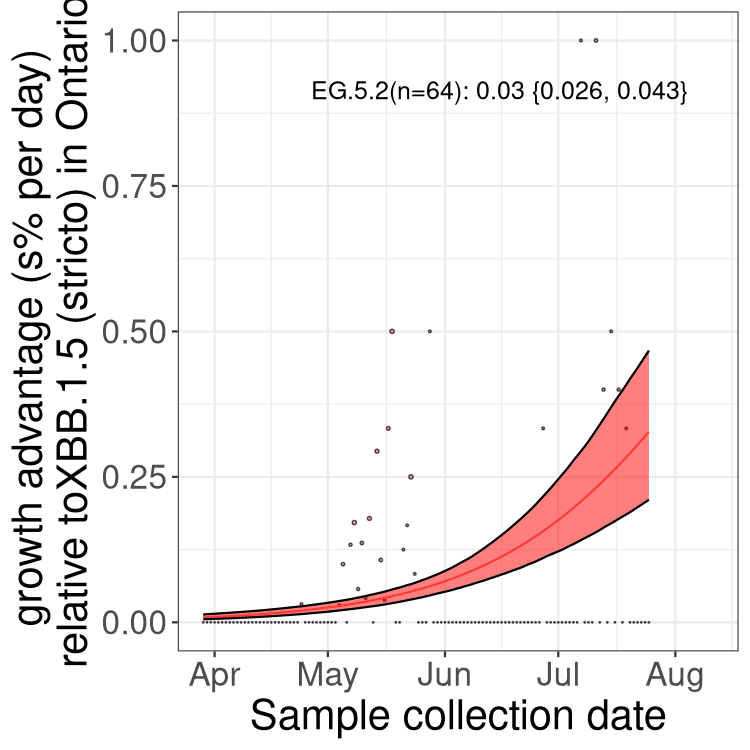 growth advantage (s% per day)
relative toXBB.1.5 (stricto) in Ontario
1.00
0.75
0.50
0.25
0.00
EG.5.2(n=64): 0.03 {0.026, 0.043}
Apr May Jun Jul Aug
Sample collection date